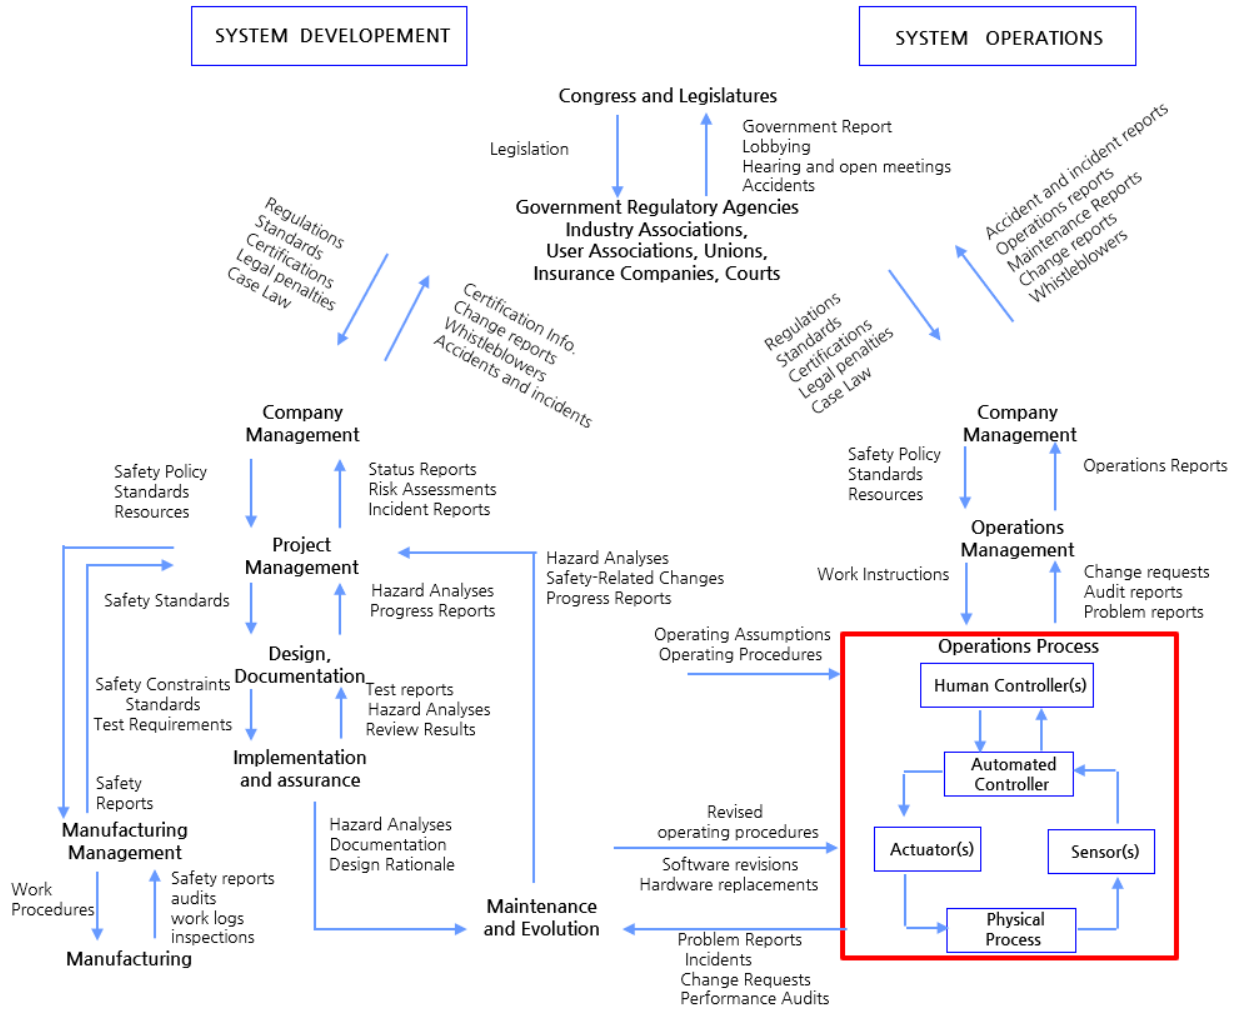 SYSTEM DEVELOPEMENT
SYSTEM OPERATIONS
Congress and Legislatures
Legislation
Government Report
Lobbying
Hearing and open meetings
Accidents
Government Regulatory Agencies
Industry Associations,
User Associations, Unions,
Insurance Companies, Courts
Regulations
Standards
Certifications
Legal penalties
Case Law
Certification Info.
Change reports
Whistleblowers
Accidents and incidents
Regulations
Standards
Certifications
Legal penalties
Case Law
Accident and incident reports
Operations reports
Maintenance Reports
Change reports
Whistleblowers
Company
Management
Safety Policy
Standards
Resources
Status Reports
Risk Assessments
Incident Reports
Project
Management
Safety Standards
Hazard Analyses
Progress Reports
Hazard Analyses
Safety-Related Changes
Progress Reports
Design,
Documentation
Safety Constraints
Standards
Test Requirements
Test reports
Hazard Analyses
Review Results
Implementation
and assurance
Safety
Reports
Manufacturing
Management
Work
Procedures
Safety reports
audits
work logs
inspections
Manufacturing
Hazard Analyses
Documentation
Design Rationale
Maintenance
and Evolution
Company
Management
Safety Policy
Standards
Resources
Operations Reports
Operations
Management
Work Instructions
Change requests
Audit reports
Problem reports
Operating Assumptions
Operating Procedures
Operations Process
Human Controller(s)
Automated
Controller
Actuator(s)
Sensor(s)
Physical
Process
Revised
operating procedures
Software revisions
Hardware replacements
Problem Reports
Incidents
Change Requests
Performance Audits